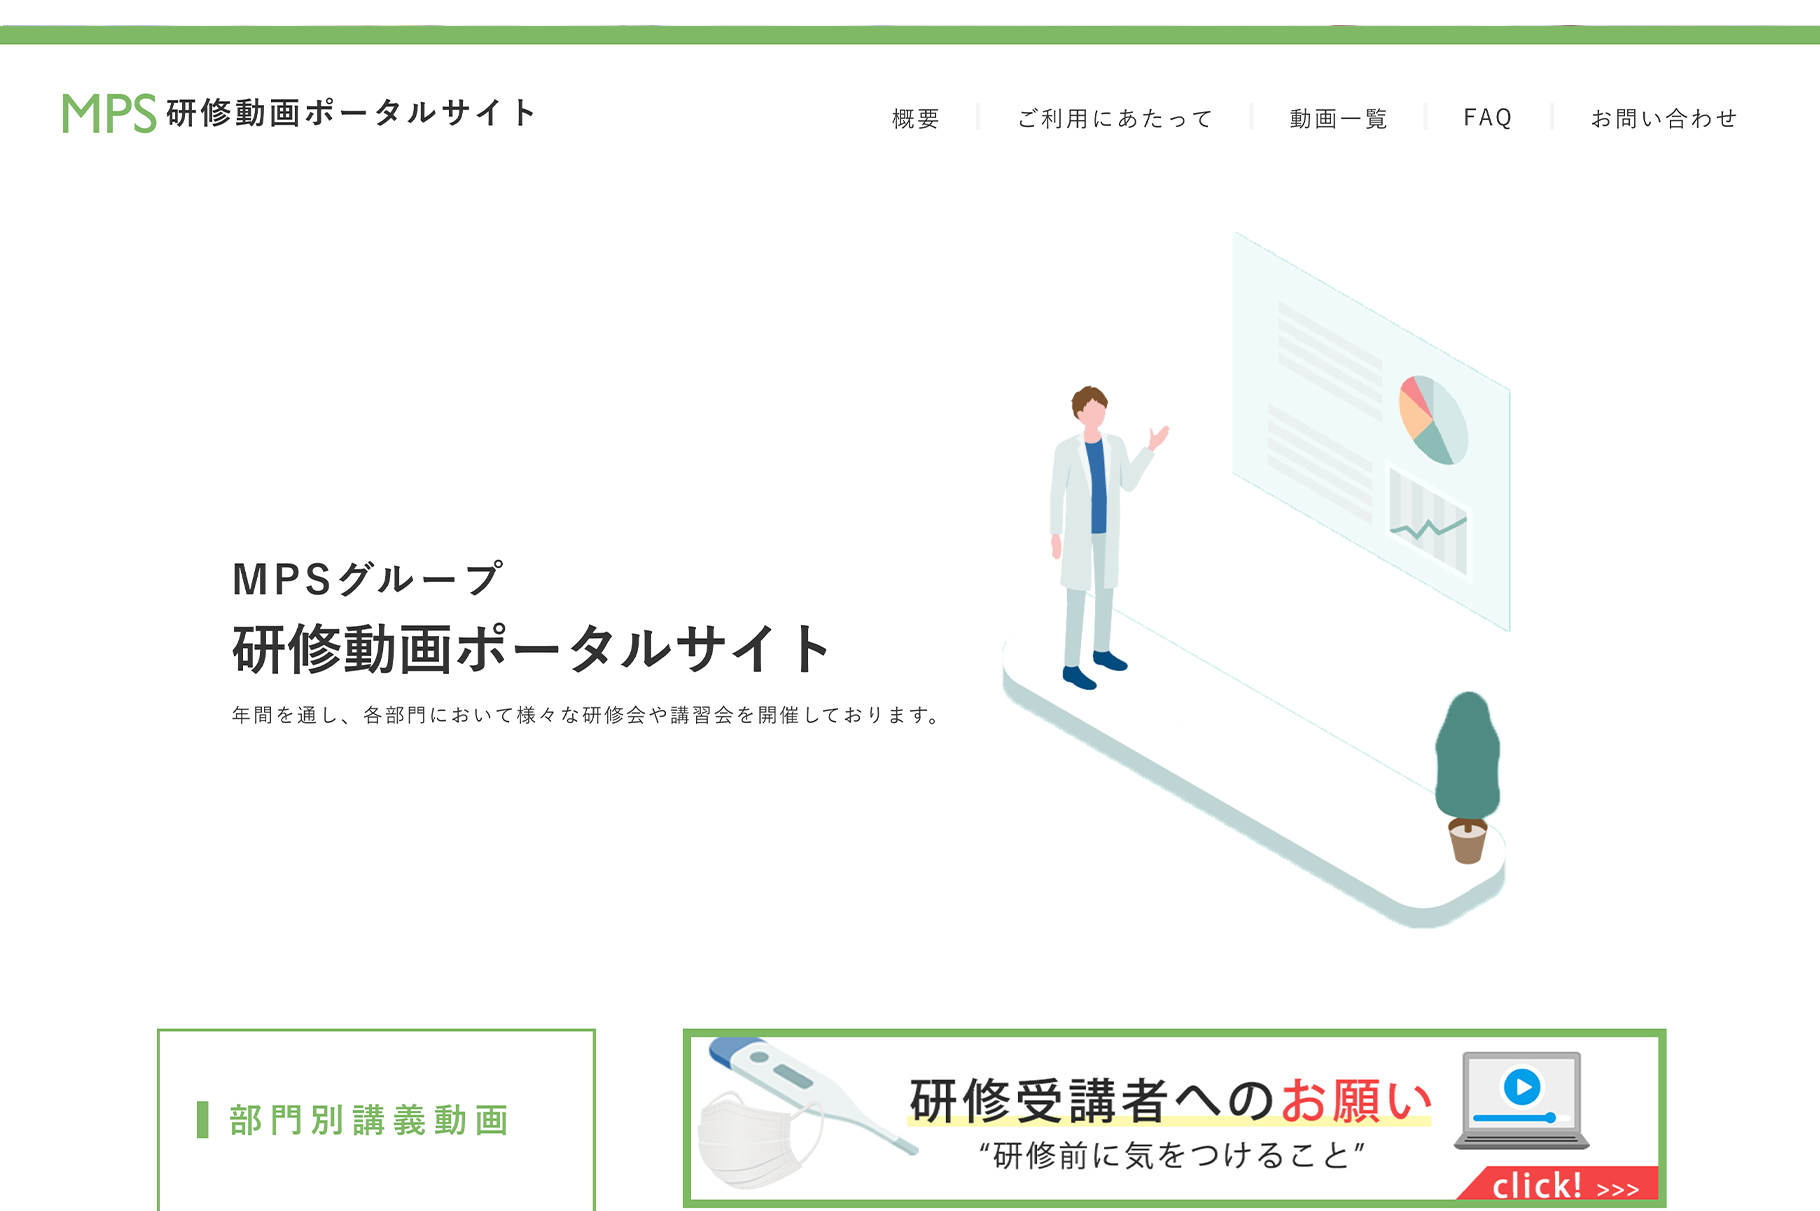 MPS 研修動画ポータルサイト
概要
ご利用にあたって
動画一覧
FAQ
お問い合わせ
MPSグループ
研修動画ポータルサイト
年間を通し、各部門において様々な研修会や講習会を開催しております。
部門別講義動画
研修受講者へのお願い
“研修前に気をつけること”
click! >>>